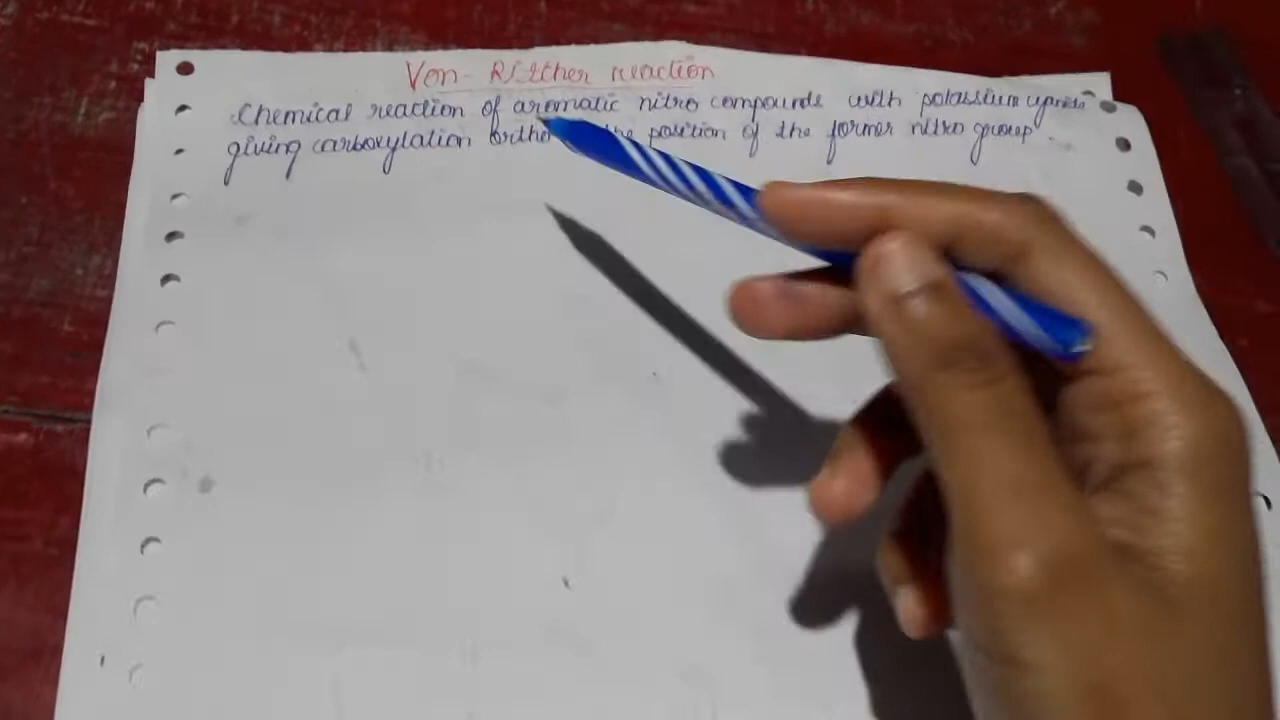 Von-Ritcher reaction
Chemical reaction of aromatic nitro compounds with potassium cyanide
giving carboxylation ortho the position of the former nitro group.